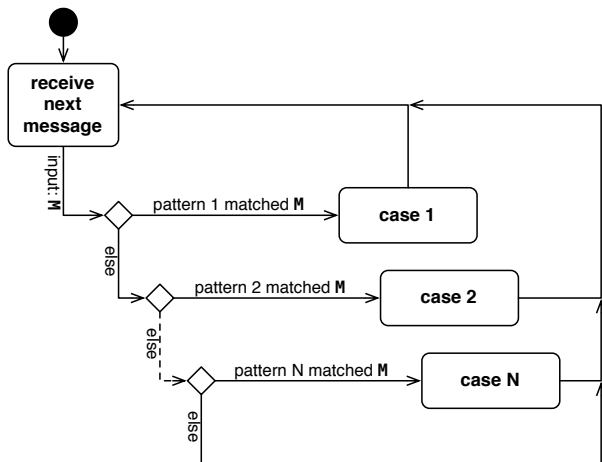 receive
next
message
input: M
pattern 1 matched M
case 1
else
pattern 2 matched M
case 2
else
pattern N matched M
case N
else